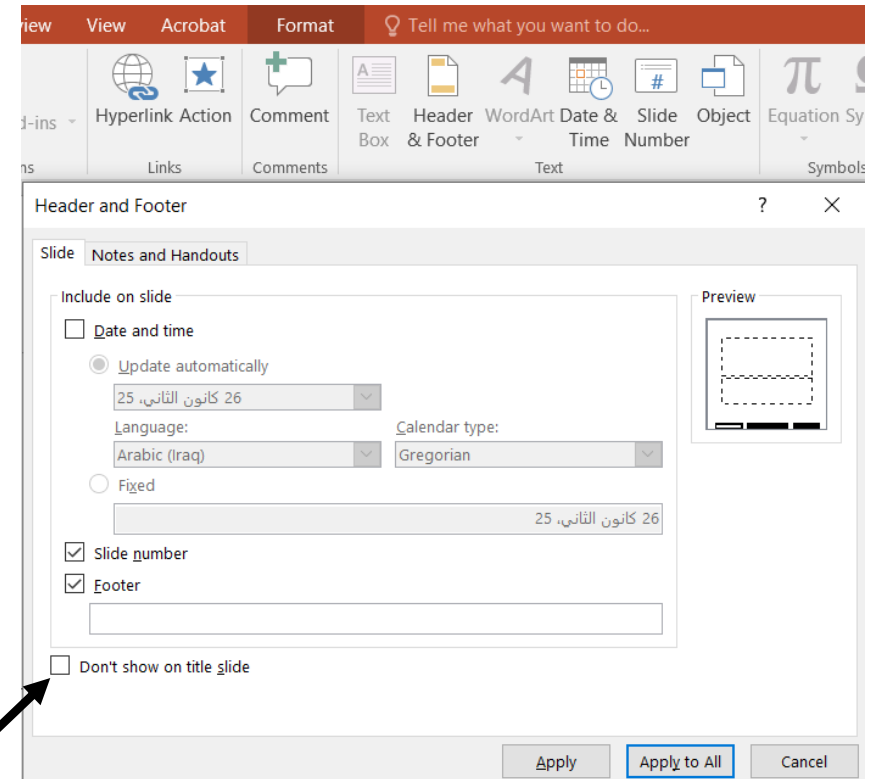 iew View Acrobat Format Tell me what you want to do...
d-ins Hyperlink Action Comment Text Box Header & Footer WordArt Date & Time Slide Number # Object π Equation Sy
ns Links Comments Text Symbols
Header and Footer ? ×
Slide Notes and Handouts
Include on slide Preview
Date and time
Update automatically
26 كانون الثاني، 25
Language: Calendar type:
Arabic (Iraq) Gregorian
Fixed
26 كانون الثاني، 25
Slide number
Footer
Don't show on title slide
Apply Apply to All Cancel